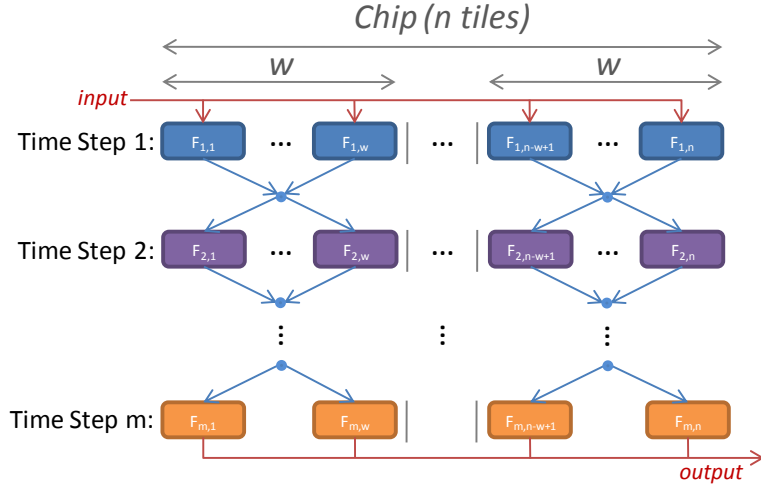 Chip (n tiles)
w w
input
Time Step 1: F1,1 ... F1,w ... F1,n-w+1 ... F1,n
Time Step 2: F2,1 ... F2,w ... F2,n-w+1 ... F2,n
⋮ ⋮ ⋮
Time Step m: Fm,1 Fm,w Fm,n-w+1 Fm,n
output